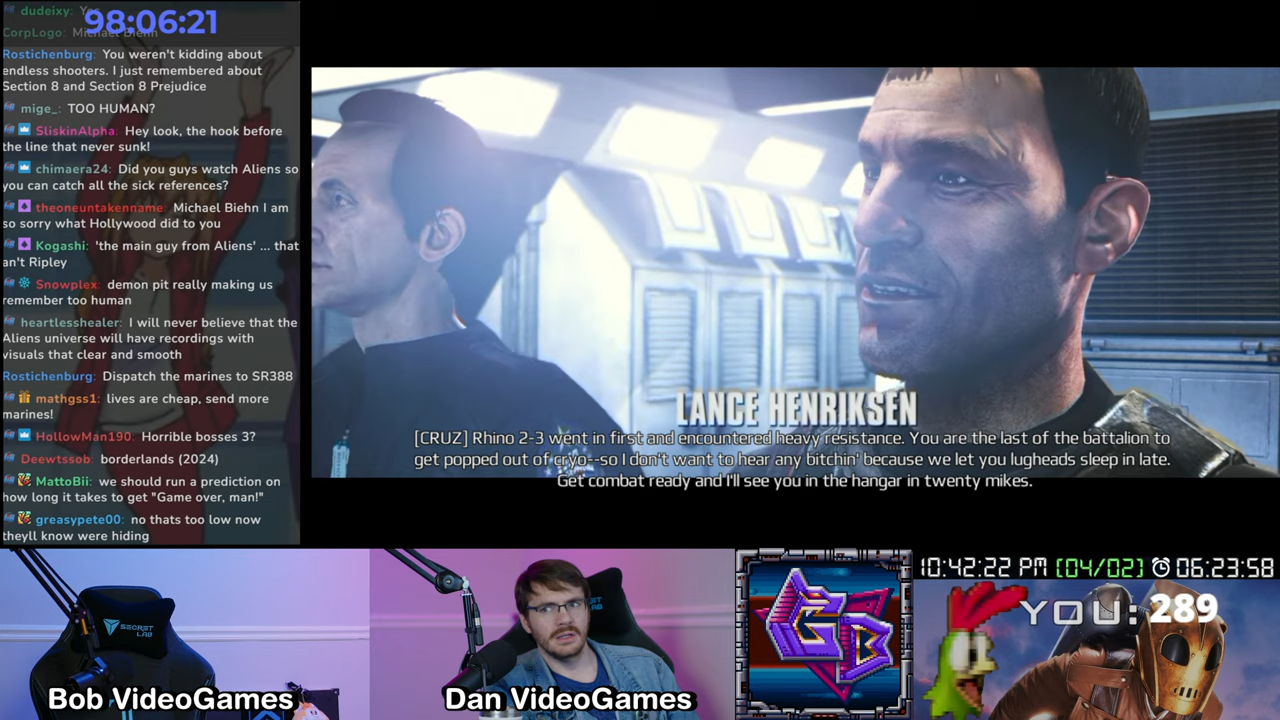 dudeixy: Yes
98:06:21
CorpLogo: Michael Biehn
Rostichenburg: You weren't kidding about
endless shooters. I just remembered about
Section 8 and Section 8 Prejudice
mige_: TOO HUMAN?
SliskinAlpha: Hey look, the hook before
the line that never sunk!
chimaera24: Did you guys watch Aliens so
you can catch all the sick references?
theoneuntakenname: Michael Biehn I am
so sorry what Hollywood did to you
Kogashi: 'the main guy from Aliens' ... that
an't Ripley
Snowplex: demon pit really making us
remember too human
heartlesshealer: I will never believe that the
Aliens universe will have recordings with
visuals that clear and smooth
Rostichenburg: Dispatch the marines to SR388
mathgss1: lives are cheap, send more
marines!
HollowMan190: Horrible bosses 3?
Deewtssob: borderlands (2024)
MattoBii: we should run a prediction on
how long it takes to get "Game over, man!"
greasypete00: no thats too low now
theyll know were hiding
LANCE HENRIKSEN
[CRUZ] Rhino 2-3 went in first and encountered heavy resistance. You are the last of the battalion to
get popped out of cryo--so I don't want to hear any bitchin' because we let you lugheads sleep in late.
Get combat ready and I'll see you in the hangar in twenty mikes.
SECRET
LAB
Bob VideoGames
Dan VideoGames
GB
10:42:22 PM [04/02] 06:23:58
YOU: 289